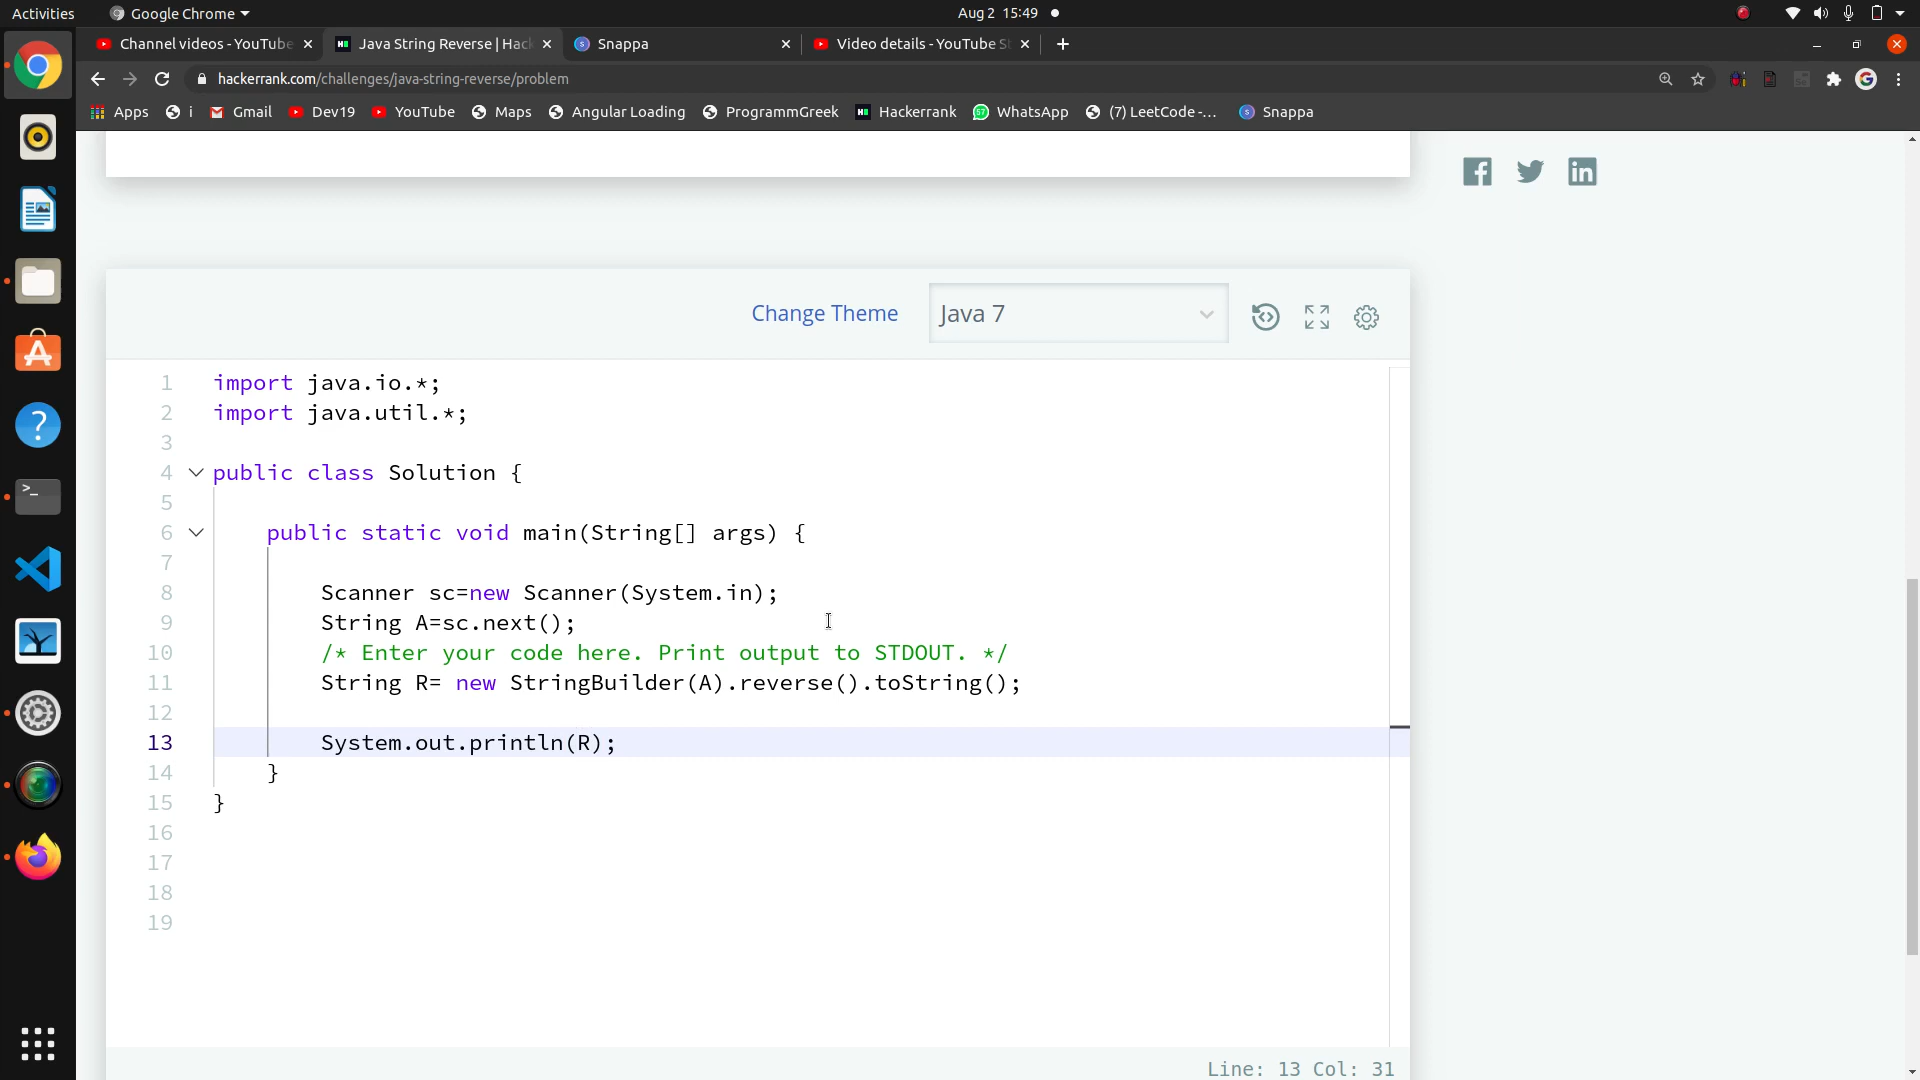 Activities
Google Chrome
Aug 2 15:49
Channel videos - YouTube
Java String Reverse | Hac
Snappa
Video details - YouTube S
hackerrank.com/challenges/java-string-reverse/problem
Apps
i
Gmail
Dev19
YouTube
Maps
Angular Loading
ProgrammGreek
Hackerrank
WhatsApp
(7) LeetCode -...
Snappa
Change Theme
Java 7
1 import java.io.*;
2 import java.util.*;
3
4 public class Solution {
5
6 public static void main(String[] args) {
7
8 Scanner sc=new Scanner(System.in);
9 String A=sc.next();
10 /* Enter your code here. Print output to STDOUT. */
11 String R= new StringBuilder(A).reverse().toString();
12
13 System.out.println(R);
14 }
15 }
16
17
18
19
Line: 13 Col: 31